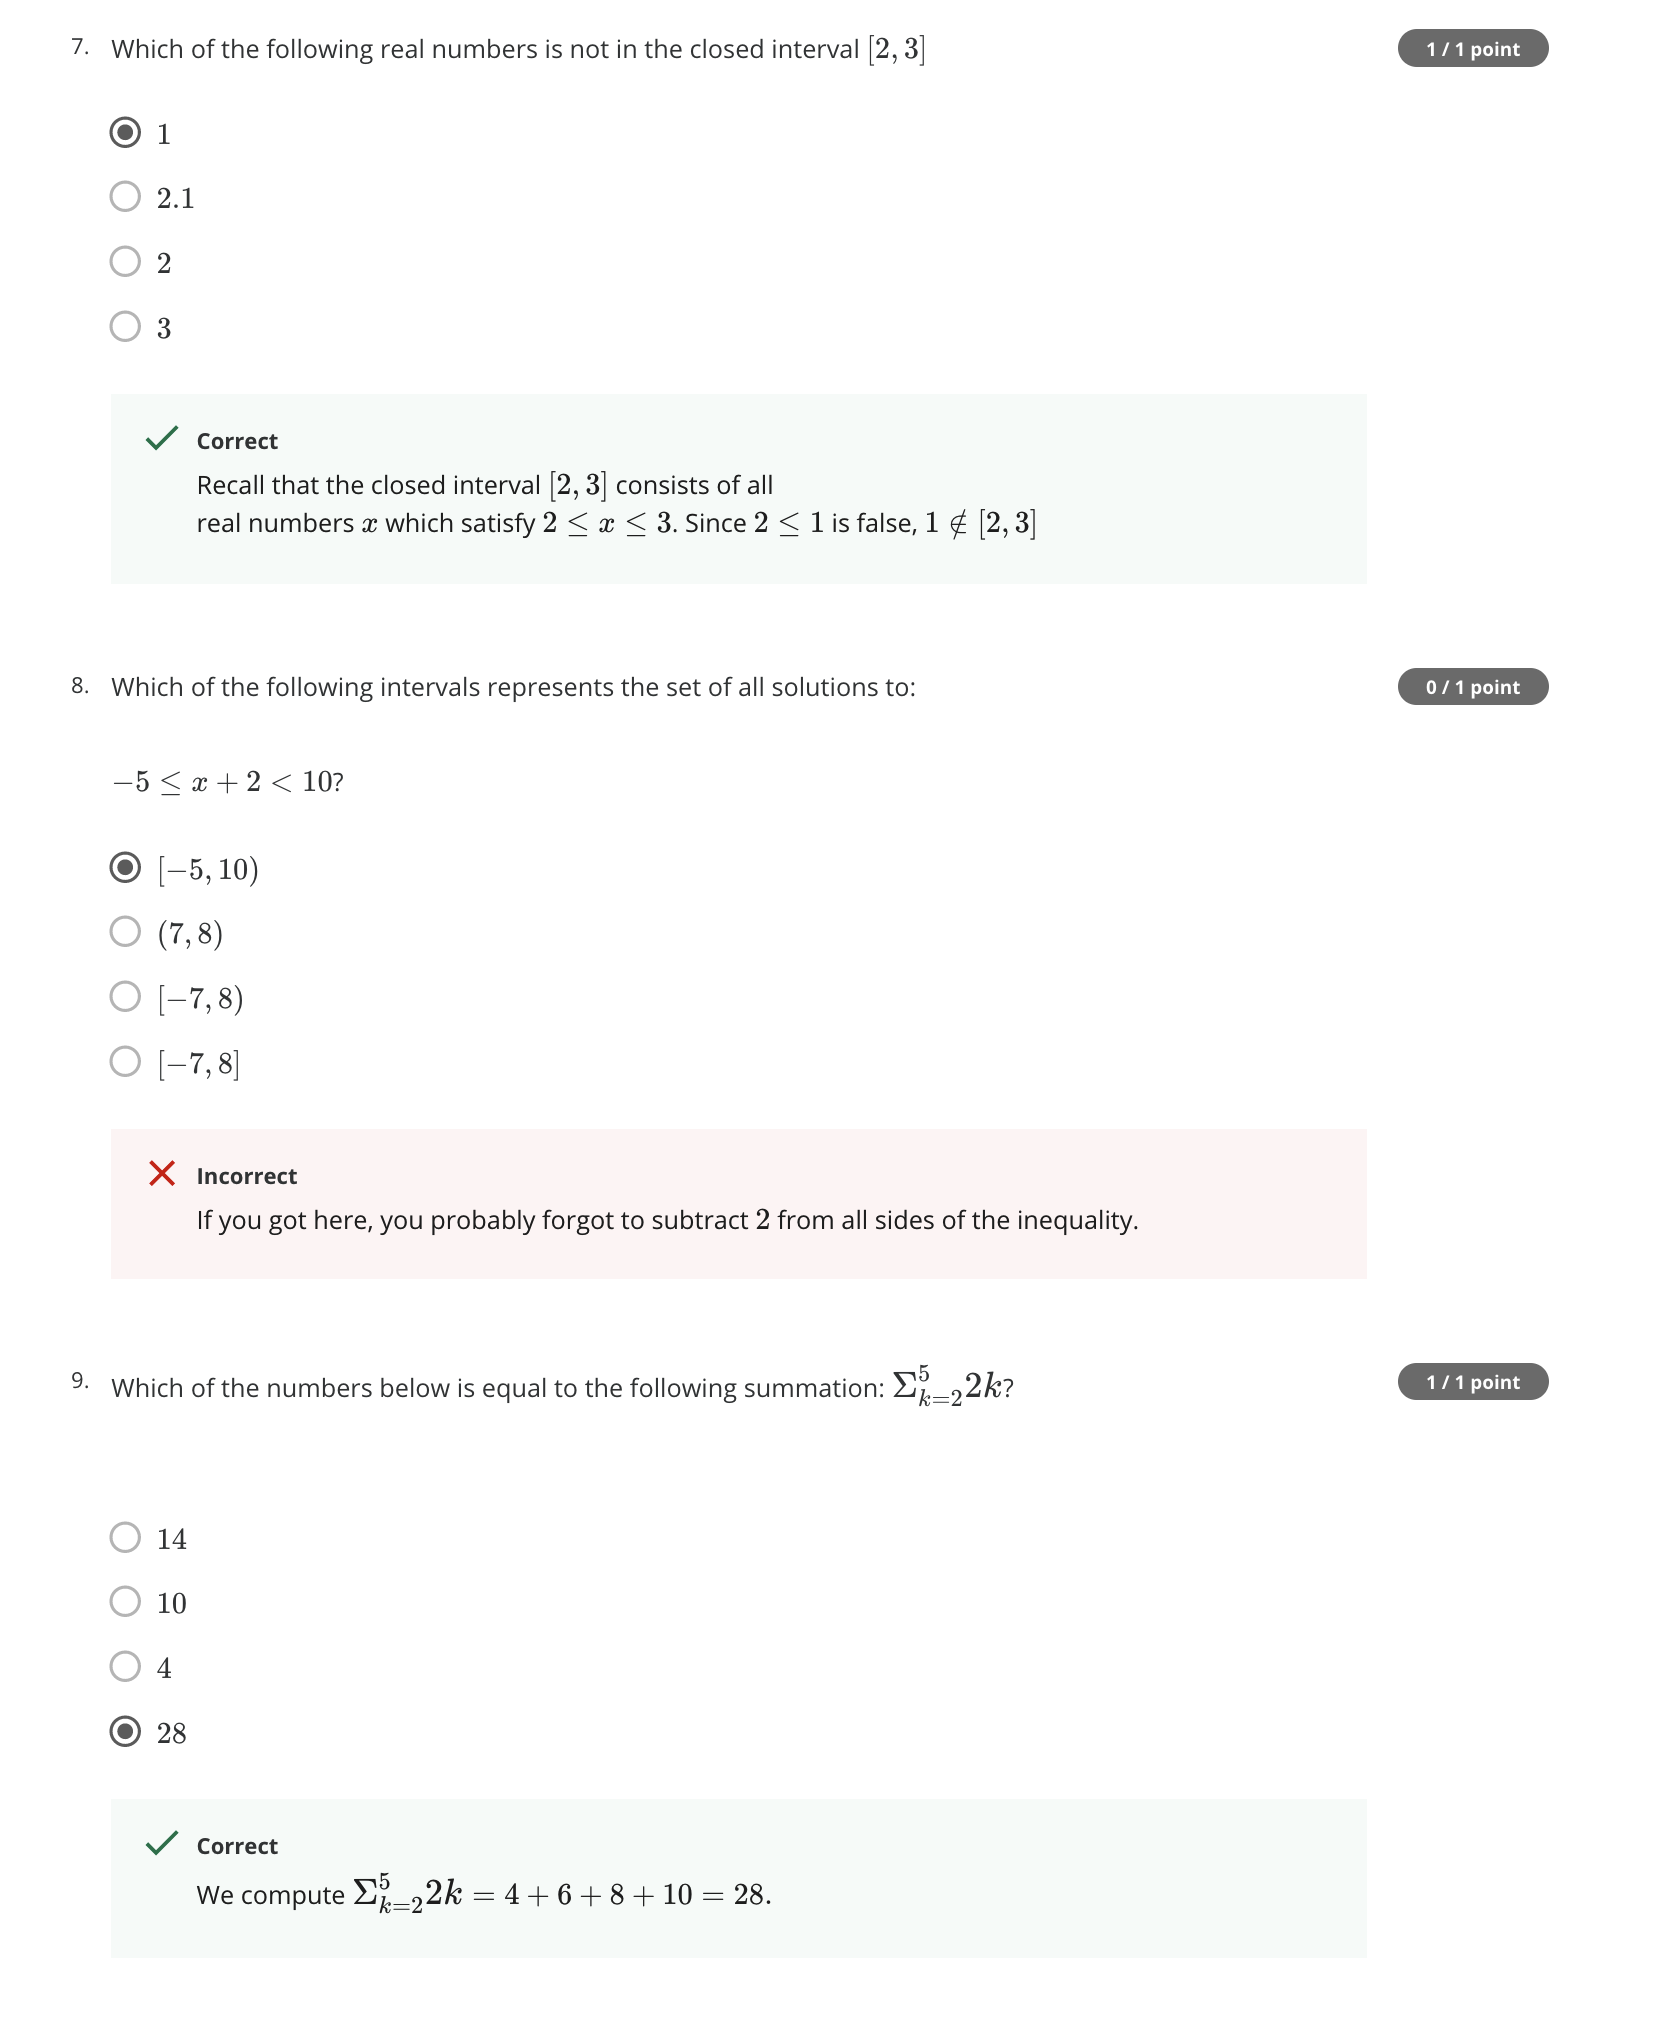 7. Which of the following real numbers is not in the closed interval [2, 3]
1 / 1 point
1
2.1
2
3
Correct
Recall that the closed interval [2, 3] consists of all
real numbers x which satisfy 2 ≤ x ≤ 3. Since 2 ≤ 1 is false, 1 ∉ [2, 3]
8. Which of the following intervals represents the set of all solutions to:
0 / 1 point
−5 ≤ x + 2 < 10?
[−5, 10)
(7, 8)
[−7, 8)
[−7, 8]
Incorrect
If you got here, you probably forgot to subtract 2 from all sides of the inequality.
9. Which of the numbers below is equal to the following summation: Σ⁵ₖ₌₂2k?
1 / 1 point
14
10
4
28
Correct
We compute Σ⁵ₖ₌₂2k = 4 + 6 + 8 + 10 = 28.